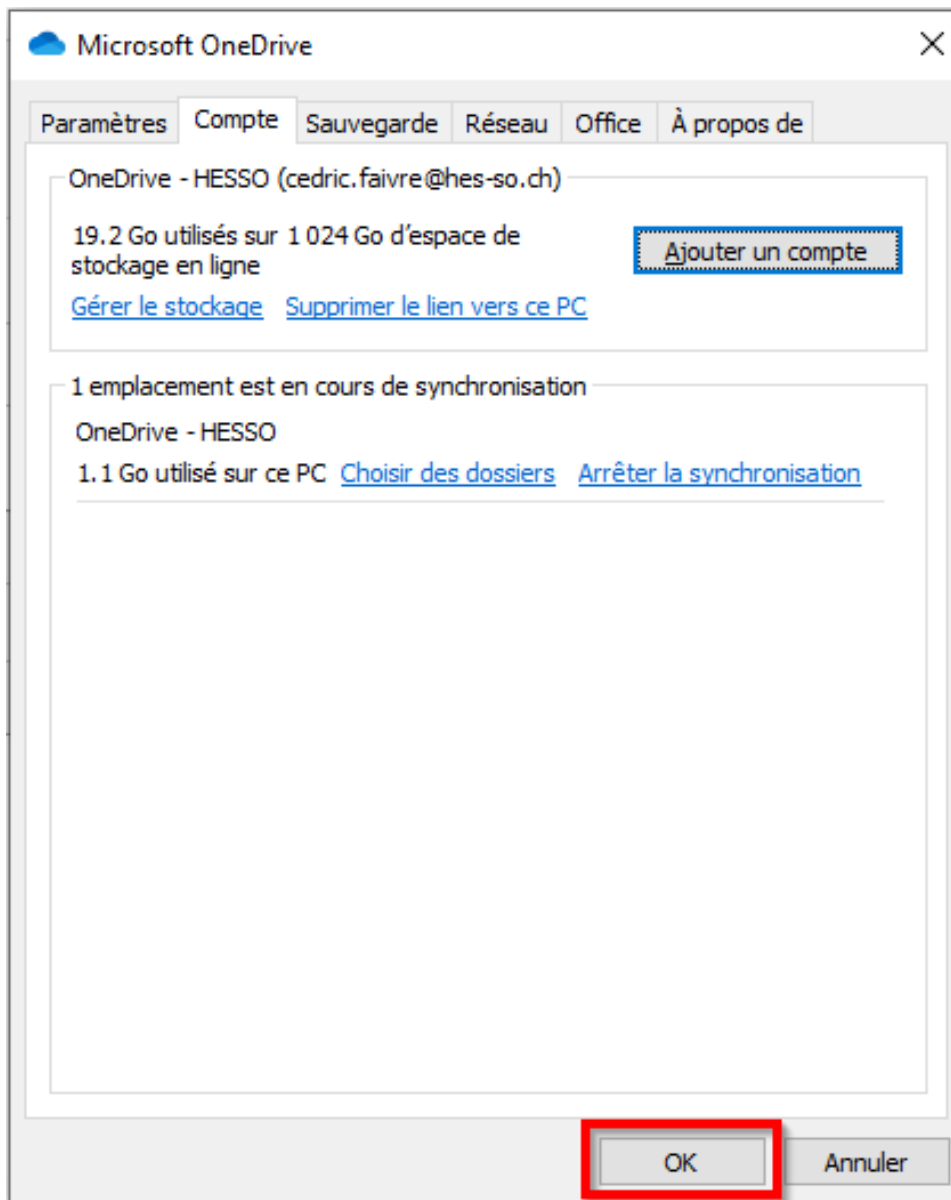 Microsoft OneDrive
Paramètres Compte Sauvegarde Réseau Office À propos de
OneDrive - HESSO (cedric.faivre@hes-so.ch)
19.2 Go utilisés sur 1 024 Go d’espace de
stockage en ligne
Ajouter un compte
Gérer le stockage Supprimer le lien vers ce PC
1 emplacement est en cours de synchronisation
OneDrive - HESSO
1.1 Go utilisé sur ce PC Choisir des dossiers Arrêter la synchronisation
OK Annuler